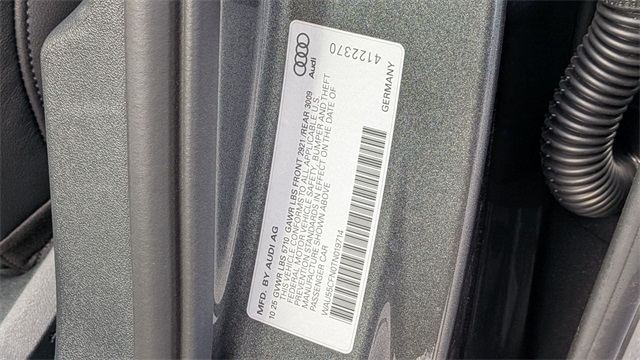 MFD. BY AUDI AG
10 25 GVWR LBS 5710 GAWR LBS FRONT 2921 /REAR 3009
THIS VEHICLE CONFORMS TO ALL APPLICABLE U.S.
FEDERAL MOTOR VEHICLE SAFETY, BUMPER AND THEFT
PREVENTION STANDARDS IN EFFECT ON THE DATE OF
MANUFACTURE SHOWN ABOVE
PASSENGER CAR
GERMANY
Audi
4122370